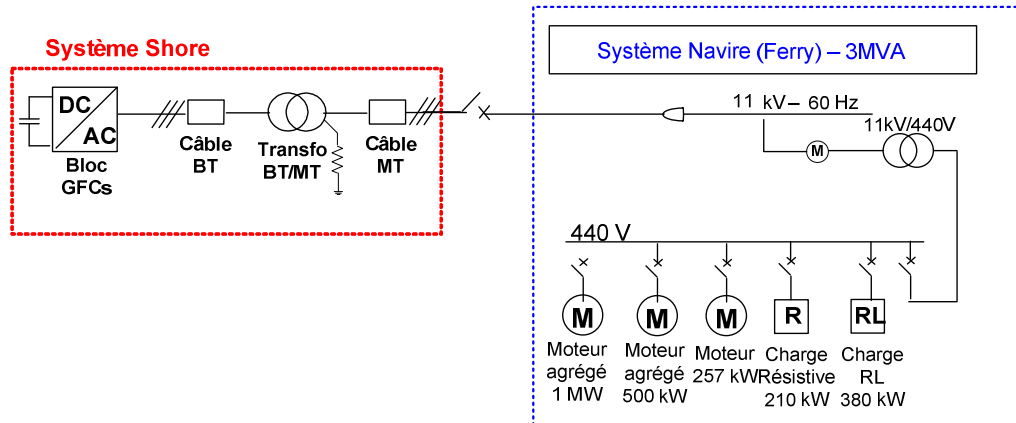 Système Shore
Système Navire (Ferry) – 3MVA
DC
AC
Bloc
GFCs
Câble
BT
Transfo
BT/MT
Câble
MT
11 kV– 60 Hz
11kV/440V
M
440 V
M
M
M
R
RL
Moteur
agrégé
1 MW
Moteur
agrégé
500 kW
Moteur
257 kW
Charge
Résistive
210 kW
Charge
RL
380 kW